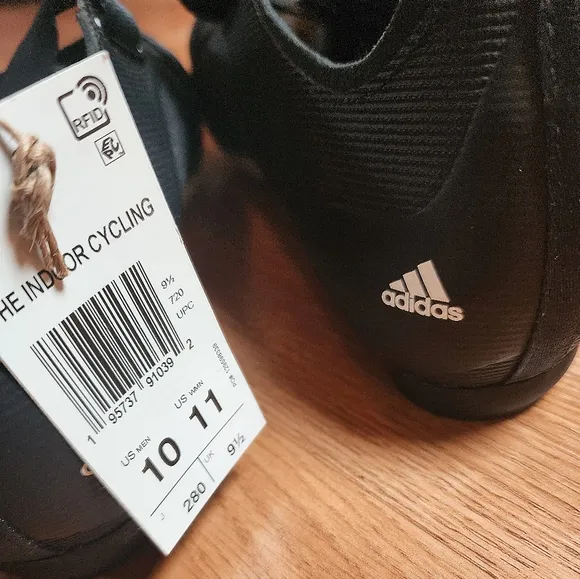 RFID
HE INDOOR CYCLING
9½
720
UPC
1 95737 91039 2
US MEN 10
US WMN 11
J 280
UK 9½
adidas